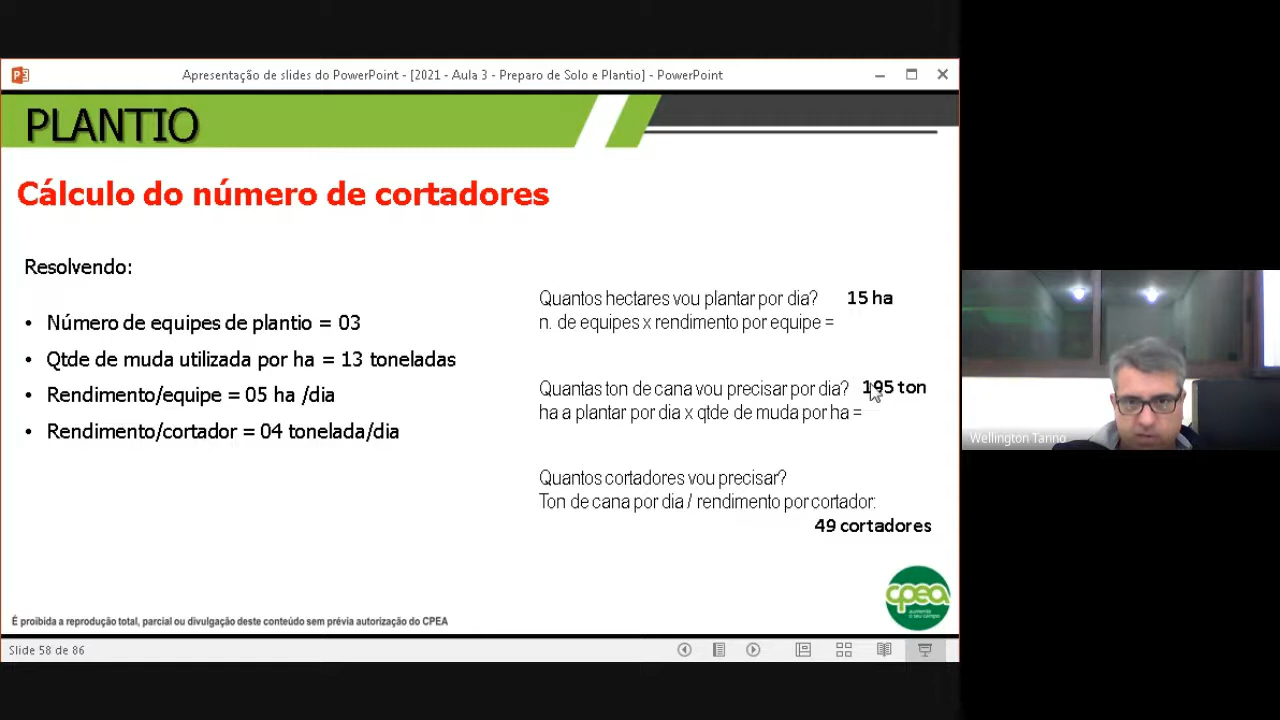 Apresentação de slides do PowerPoint - [2021 - Aula 3 - Preparo de Solo e Plantio] - PowerPoint
PLANTIO
Cálculo do número de cortadores
Resolvendo:
• Número de equipes de plantio = 03
• Qtde de muda utilizada por ha = 13 toneladas
• Rendimento/equipe = 05 ha /dia
• Rendimento/cortador = 04 tonelada/dia
Quantos hectares vou plantar por dia? 15 ha
n. de equipes x rendimento por equipe =
Quantas ton de cana vou precisar por dia? 195 ton
ha a plantar por dia x qtde de muda por ha =
Quantos cortadores vou precisar?
Ton de cana por dia / rendimento por cortador:
49 cortadores
cpea
aumente
o seu campo
É proibida a reprodução total, parcial ou divulgação deste conteúdo sem prévia autorização do CPEA
Slide 58 de 86
Wellington Tanno